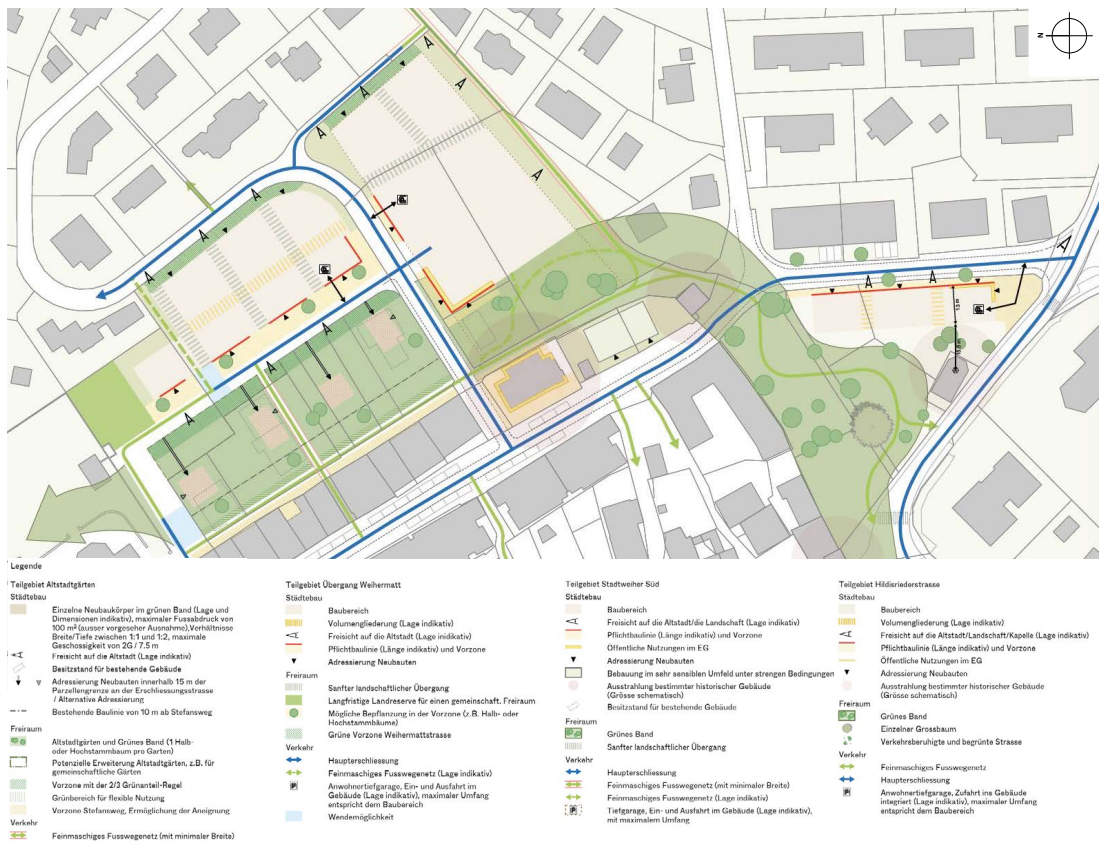 N
13 m
Legende
Teilgebiet Altstadtgärten
Städtebau
Einzelne Neubaukörper im grünen Band (Lage und
Dimensionen indikativ), maximaler Fussabdruck von
100 m² (ausser vorgeseher Ausnahme),Verhältnisse
Breite/Tiefe zwischen 1:1 und 1:2, maximale
Geschossigkeit von 2G / 7.5 m
Freisicht auf die Altstadt (Lage indikativ)
Besitzstand für bestehende Gebäude
Adressierung Neubauten innerhalb 15 m der
Parzellengrenze an der Erschliessungsstrasse
/ Alternative Adressierung
Bestehende Baulinie von 10 m ab Stefansweg
Freiraum
Altstadtgärten und Grünes Band (1 Halb-
oder Hochstammbaum pro Garten)
Potenzielle Erweiterung Altstadtgärten, z.B. für
gemeinschaftliche Gärten
Vorzone mit der 2/3 Grünanteil-Regel
Grünbereich für flexible Nutzung
Vorzone Stefansweg, Ermöglichung der Aneignung
Verkehr
Feinmaschiges Fusswegenetz (mit minimaler Breite)
Teilgebiet Übergang Weihermatt
Städtebau
Baubereich
Volumengliederung (Lage indikativ)
Freisicht auf die Altstadt (Lage inidikativ)
Pflichtbaulinie (Länge indikativ) und Vorzone
Adressierung Neubauten
Freiraum
Sanfter landschaftlicher Übergang
Langfristige Landreserve für einen gemeinschaft. Freiraum
Mögliche Bepflanzung in der Vorzone (z.B. Halb- oder
Hochstammbäume)
Grüne Vorzone Weihermattstrasse
Verkehr
Haupterschliessung
Feinmaschiges Fusswegenetz (Lage indikativ)
P
Anwohnertiefgarage, Ein- und Ausfahrt im
Gebäude (Lage indikativ), maximaler Umfang
entspricht dem Baubereich
Wendemöglichkeit
Teilgebiet Stadtweiher Süd
Städtebau
Baubereich
Freisicht auf die Altstadt/die Landschaft (Lage indikativ)
Pflichtbaulinie (Länge indikativ) und Vorzone
Öffentliche Nutzungen im EG
Adressierung Neubauten
Bebauung im sehr sensiblen Umfeld unter strengen Bedingungen
Ausstrahlung bestimmter historischer Gebäude
(Grösse schematisch)
Besitzstand für bestehende Gebäude
Freiraum
Grünes Band
Sanfter landschaftlicher Übergang
Verkehr
Haupterschliessung
Feinmaschiges Fusswegenetz (mit minimaler Breite)
Feinmaschiges Fusswegenetz (Lage indikativ)
P
Tiefgarage, Ein- und Ausfahrt im Gebäude (Lage indikativ),
mit maximalem Umfang
Teilgebiet Hildisriederstrasse
Städtebau
Baubereich
Volumengliederung (Lage indikativ)
Freisicht auf die Altstadt/Landschaft/Kapelle (Lage indikativ)
Pflichtbaulinie (Länge indikativ) und Vorzone
Öffentliche Nutzungen im EG
Adressierung Neubauten
Ausstrahlung bestimmter historischer Gebäude
(Grösse schematisch)
Freiraum
Grünes Band
Einzelner Grossbaum
Verkehrsberuhigte und begrünte Strasse
Verkehr
Feinmaschiges Fusswegenetz
Haupterschliessung
P
Anwohnertiefgarage, Zufahrt ins Gebäude
integriert (Lage indikativ), maximaler Umfang
entspricht dem Baubereich